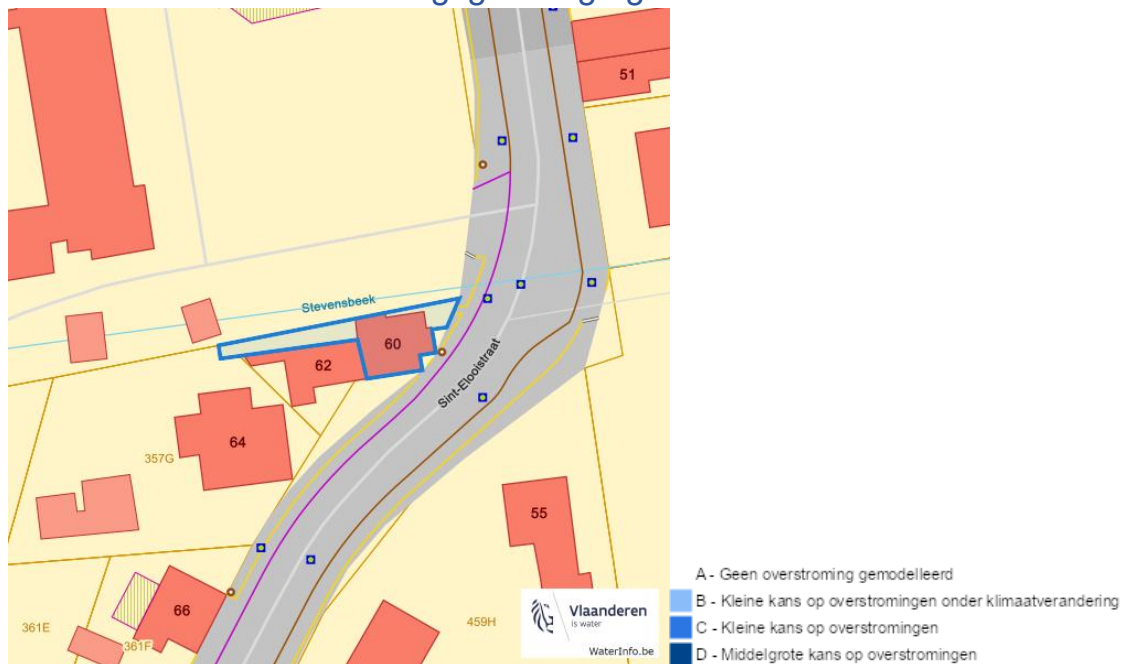 51
Stevensbeek
60
62
Sint-Elooistraat
64
357G
55
66
361E
361F
459H
Vlaanderen
is water
WaterInfo.be
A - Geen overstroming gemodelleerd
B - Kleine kans op overstromingen onder klimaatverandering
C - Kleine kans op overstromingen
D - Middelgrote kans op overstromingen